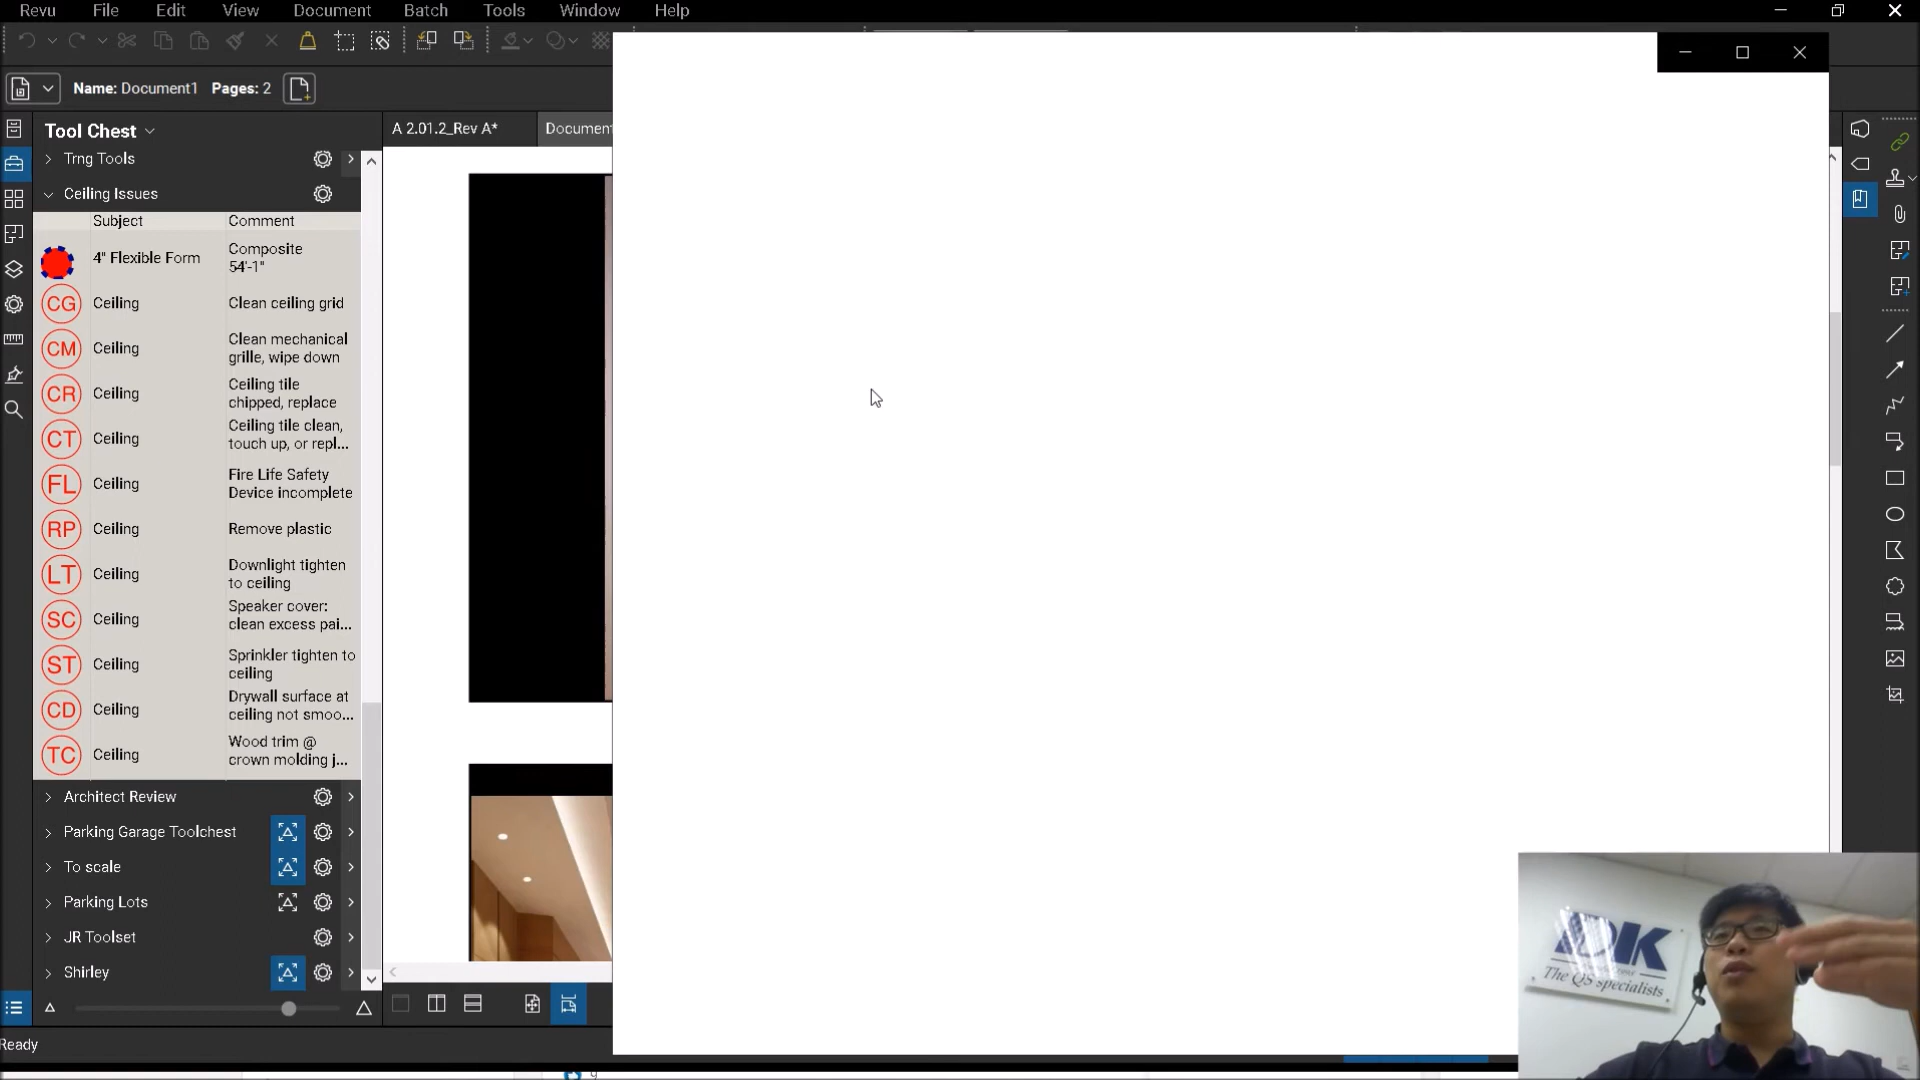 Revu File Edit View Document Batch Tools Window Help
Name: Document1 Pages: 2
Tool Chest
A 2.01.2_Rev A*
Document
Trng Tools
Ceiling Issues
Subject Comment
4" Flexible Form
Composite
54'-1"
CG Ceiling Clean ceiling grid
CM Ceiling
Clean mechanical
grille, wipe down
CR Ceiling
Ceiling tile
chipped, replace
CT Ceiling
Ceiling tile clean,
touch up, or repl...
FL Ceiling
Fire Life Safety
Device incomplete
RP Ceiling Remove plastic
LT Ceiling
Downlight tighten
to ceiling
SC Ceiling
Speaker cover:
clean excess pai...
ST Ceiling
Sprinkler tighten to
ceiling
CD Ceiling
Drywall surface at
ceiling not smoo...
TC Ceiling
Wood trim @
crown molding j...
Architect Review
Parking Garage Toolchest
To scale
Parking Lots
JR Toolset
Shirley
Ready
The QS specialists